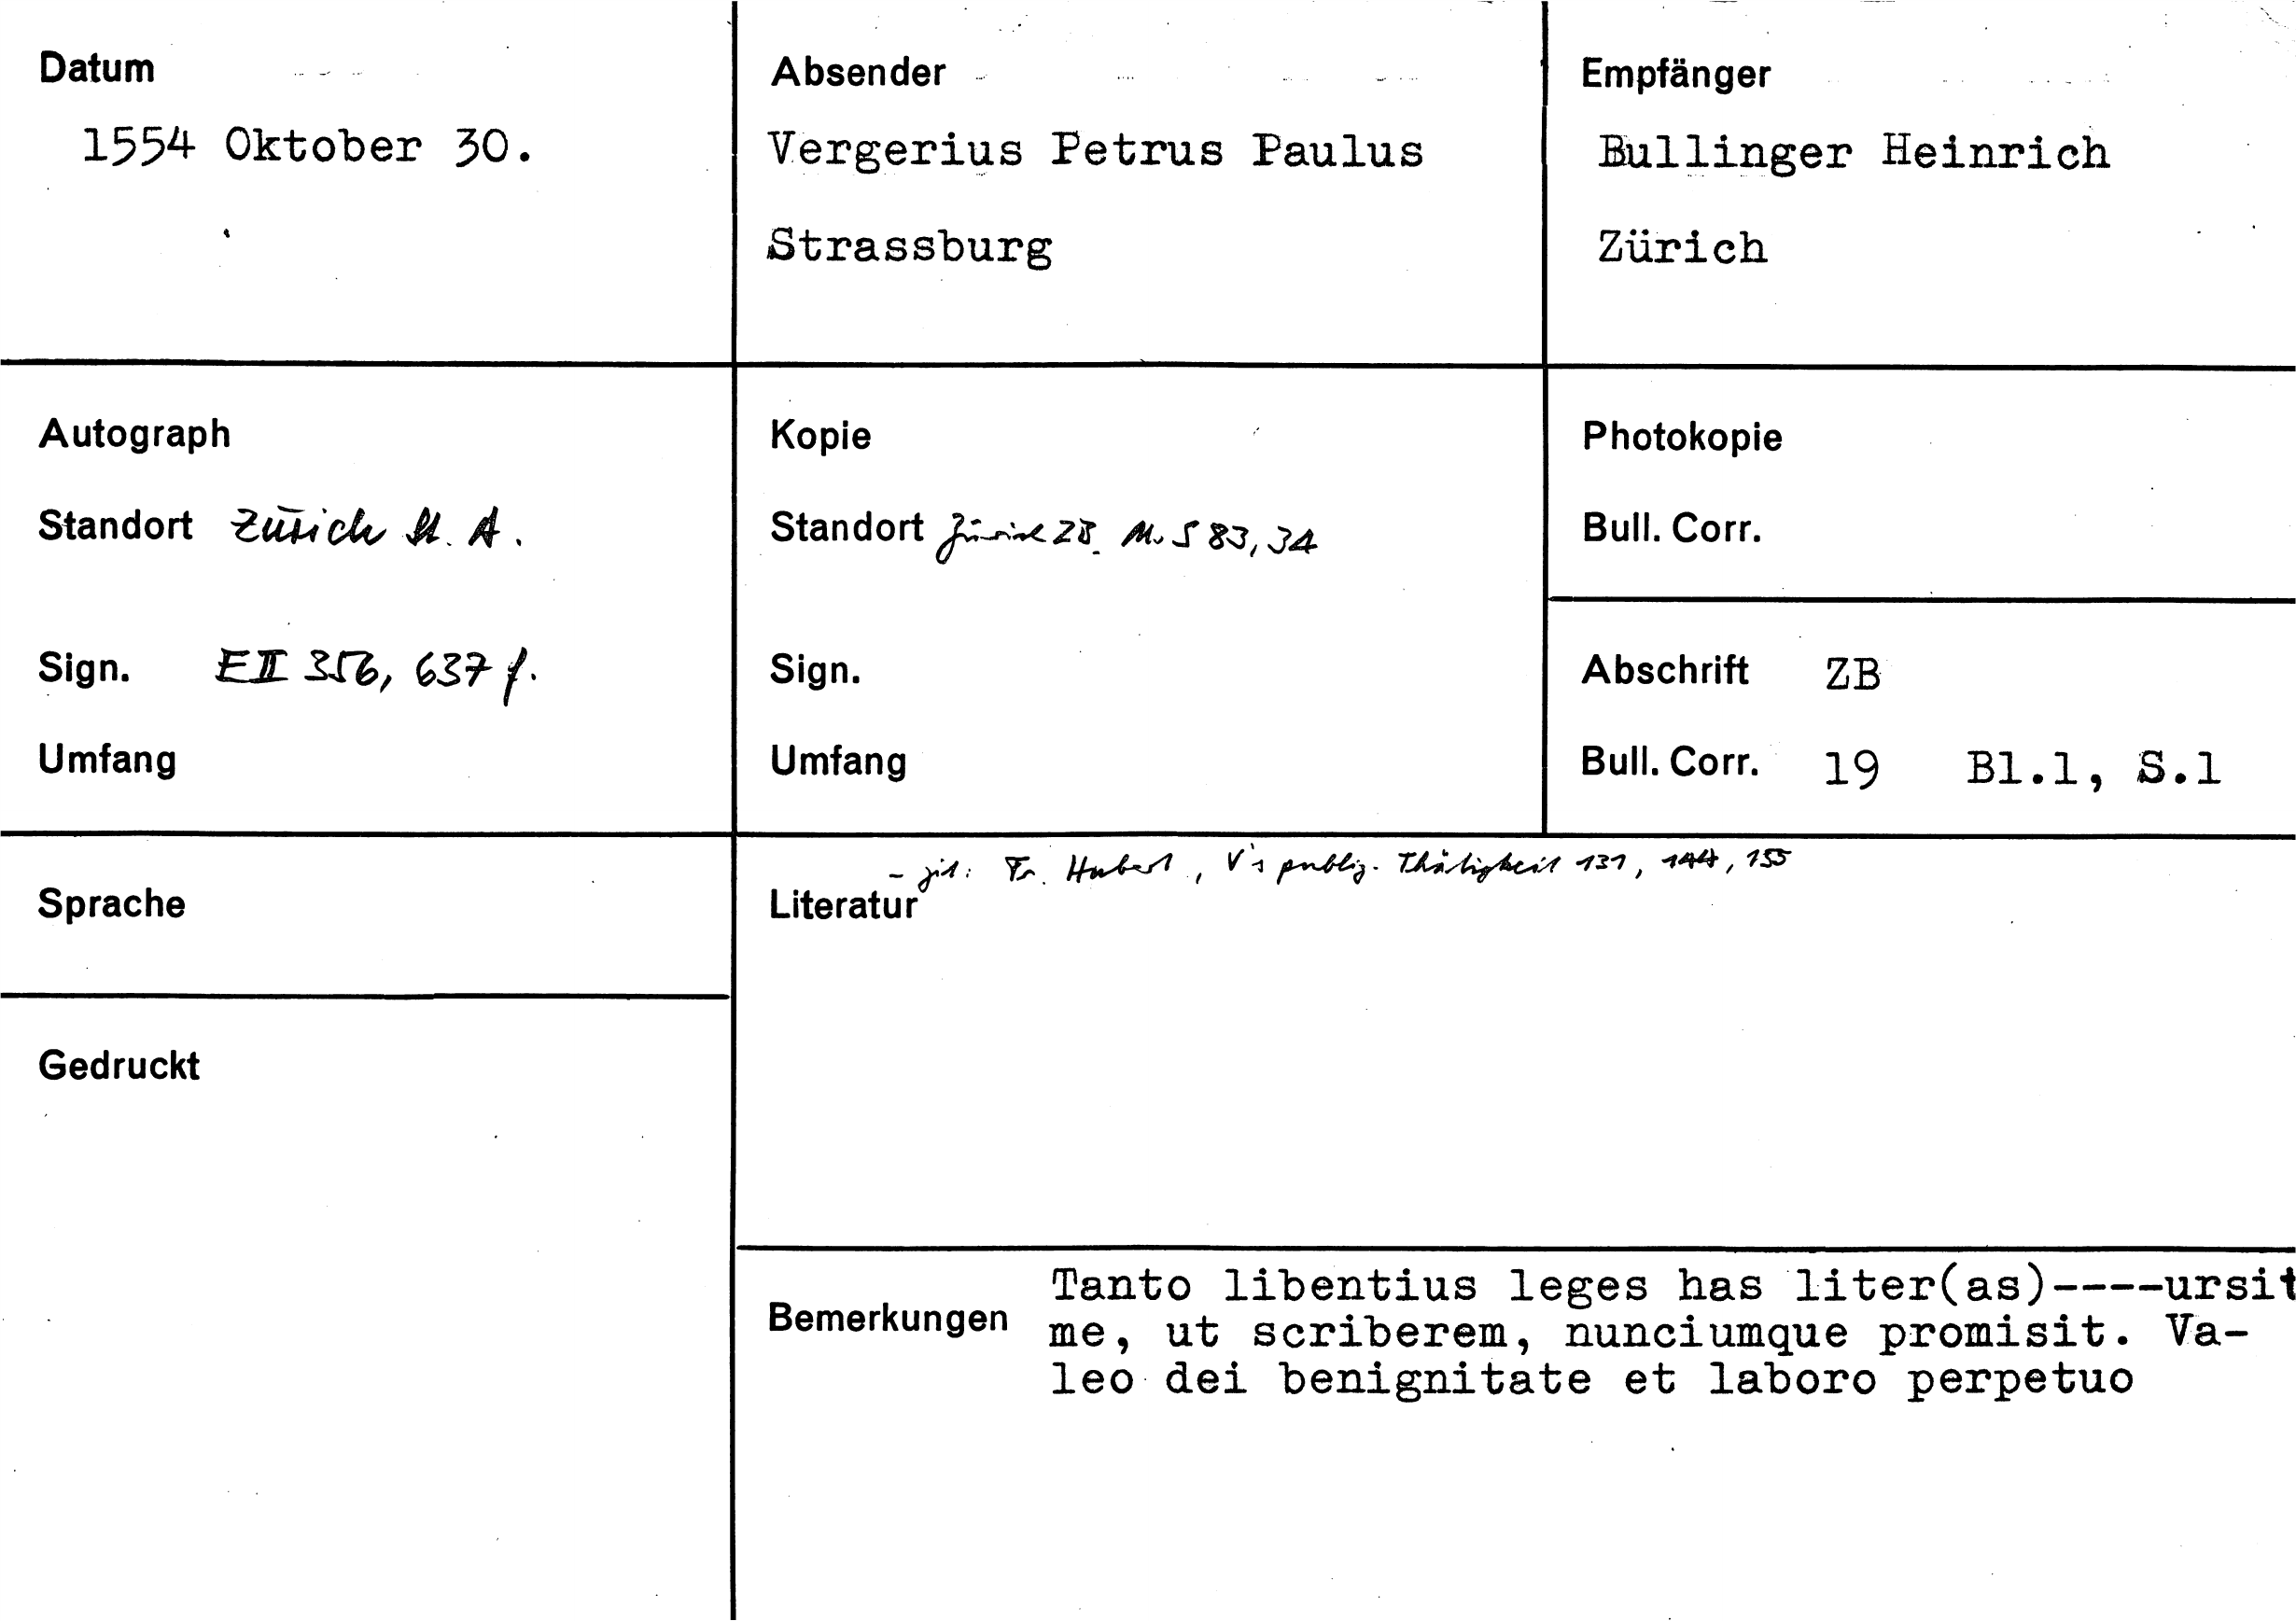 Datum
1554 Oktober 30.
Absender
Vergerius Petrus Paulus
Strassburg
Empfänger
Bullinger Heinrich
Zürich
Autograph
Standort Zürich St. A.
Sign. E II 356, 637 f.
Umfang
Kopie
Standort Zürich ZB Ms S 83, 34
Sign.
Umfang
Photokopie
Bull. Corr.
Abschrift ZB
Bull. Corr. 19 Bl.1, S.1
Sprache
Gedruckt
- zit: Fr. Hubert, V's publiz. Thätigkeit 131, 155
Literatur
Bemerkungen
Tanto libentius leges has liter(as)----ursit
me, ut scriberem, nunciumque promisit. Va-
leo dei benignitate et laboro perpetuo